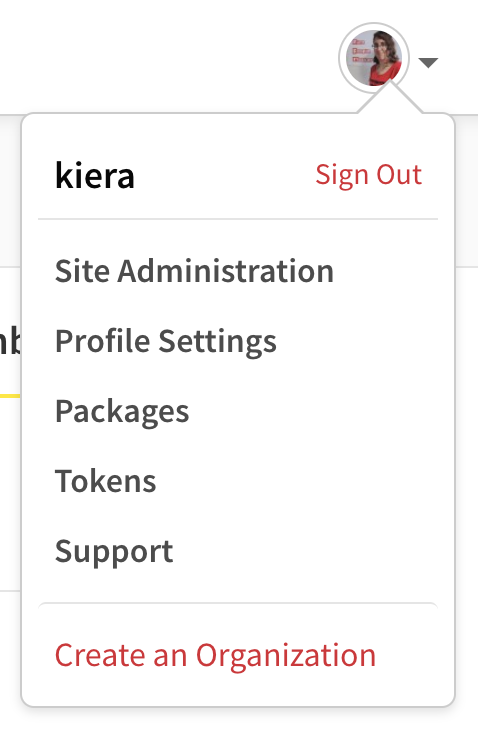 kiera
Sign Out
Site Administration
Profile Settings
Packages
Tokens
Support
Create an Organization